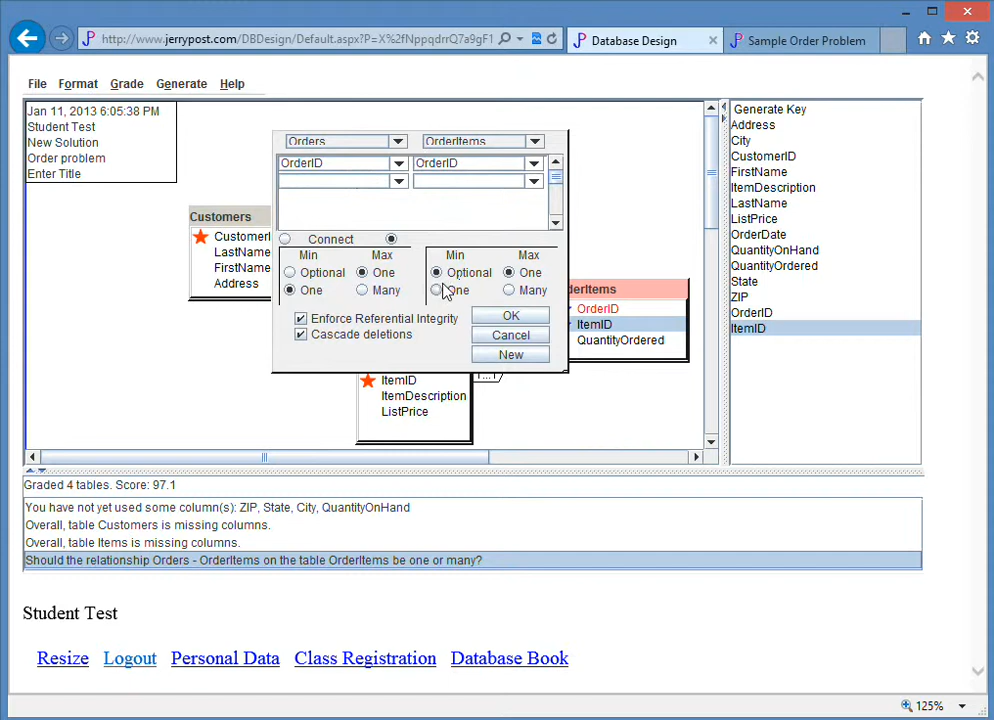 http://www.jerrypost.com/DBDesign/Default.aspx?P=X%2fNppqdrrQ7a9gF1
Database Design
Sample Order Problem
File Format Grade Generate Help
Jan 11, 2013 6:05:38 PM
Student Test
New Solution
Order problem
Enter Title
Customers
LastName
FirstName
Address
Orders OrderItems
OrderID OrderID
Connect
Min Max Min Max
Optional One Optional One
One Many One Many
Enforce Referential Integrity
Cascade deletions
OK
Cancel
New
OrderID
ItemID
QuantityOrdered
1...1
ItemID
ItemDescription
ListPrice
Generate Key
Address
City
CustomerID
FirstName
ItemDescription
LastName
ListPrice
OrderDate
QuantityOnHand
QuantityOrdered
State
ZIP
OrderID
ItemID
Graded 4 tables. Score: 97.1
You have not yet used some column(s): ZIP, State, City, QuantityOnHand
Overall, table Customers is missing columns.
Overall, table Items is missing columns.
Should the relationship Orders - OrderItems on the table OrderItems be one or many?
Student Test
Resize Logout Personal Data Class Registration Database Book
125%